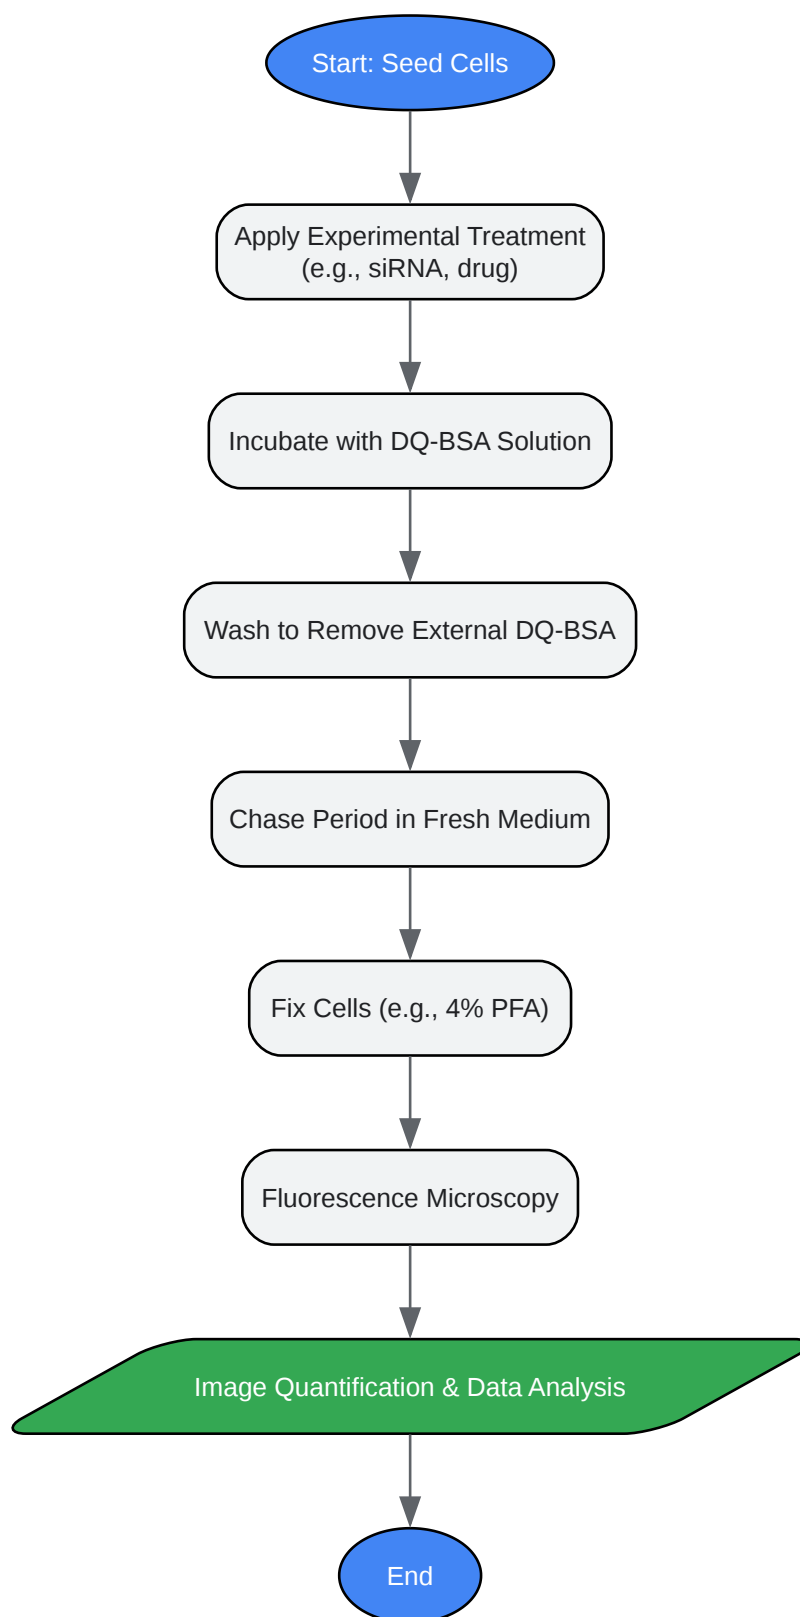 Start: Seed Cells
Apply Experimental Treatment
(e.g., siRNA, drug)
Incubate with DQ-BSA Solution
Wash to Remove External DQ-BSA
Chase Period in Fresh Medium
Fix Cells (e.g., 4% PFA)
Fluorescence Microscopy
Image Quantification & Data Analysis
End